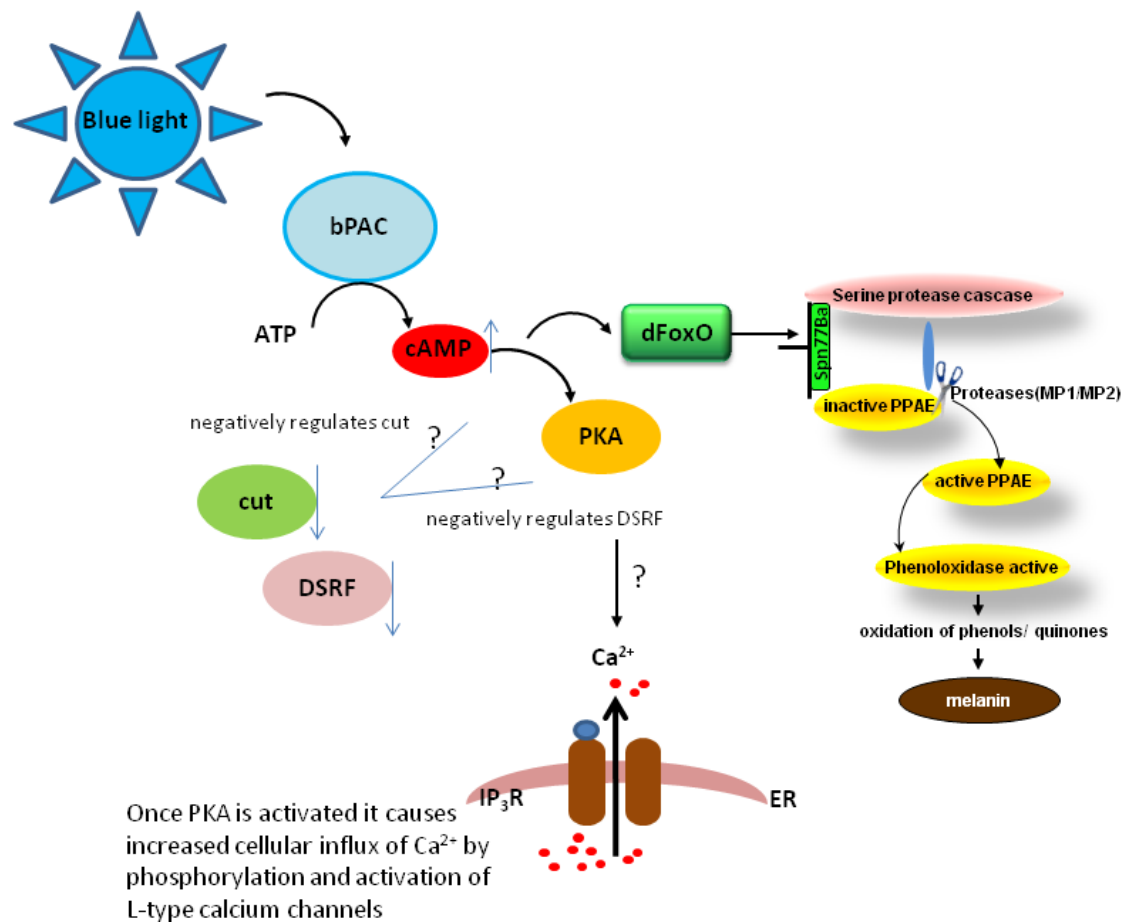 Blue light
bPAC
ATP
cAMP
dFoxO
Spn77Ba
Serine protease cascase
inactive PPAE
Proteases(MP1/MP2)
active PPAE
Phenoloxidase active
oxidation of phenols/ quinones
melanin
negatively regulates cut
?
PKA
?
cut
negatively regulates DSRF
DSRF
?
Ca²⁺
IP₃R
ER
Once PKA is activated it causes
increased cellular influx of Ca²⁺ by
phosphorylation and activation of
L-type calcium channels